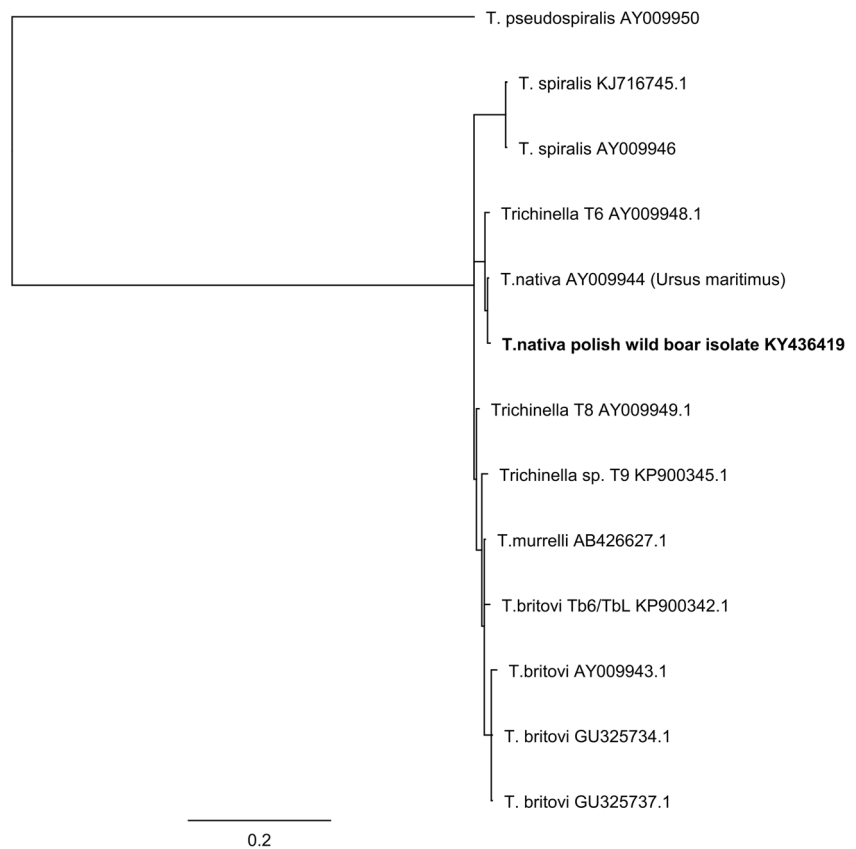 T. pseudospiralis AY009950
T. spiralis KJ716745.1
T. spiralis AY009946
Trichinella T6 AY009948.1
T.nativa AY009944 (Ursus maritimus)
T.nativa polish wild boar isolate KY436419
Trichinella T8 AY009949.1
Trichinella sp. T9 KP900345.1
T.murrelli AB426627.1
T.britovi Tb6/TbL KP900342.1
T.britovi AY009943.1
T. britovi GU325734.1
T. britovi GU325737.1
0.2